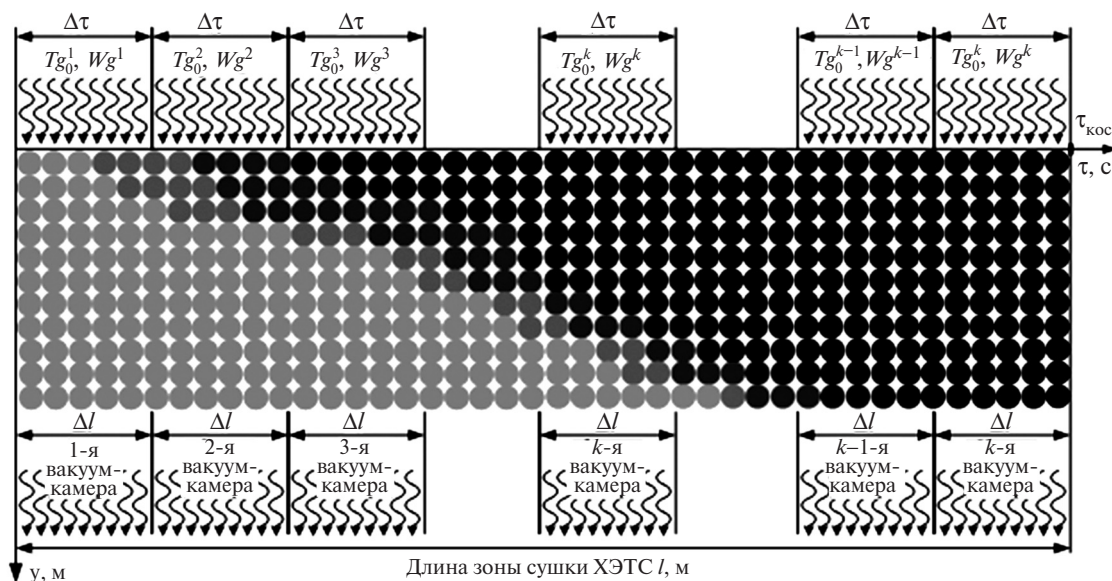 Δτ Δτ Δτ Δτ Δτ Δτ
Tg₀¹, Wg¹ Tg₀², Wg² Tg₀³, Wg³ Tg₀ᵏ, Wgᵏ Tg₀ᵏ⁻¹, Wgᵏ⁻¹ Tg₀ᵏ, Wgᵏ
τкос
τ, с
Δl Δl Δl Δl Δl Δl
1-я 2-я 3-я k-я k−1-я k-я
вакуум- вакуум- вакуум- вакуум- вакуум- вакуум-
камера камера камера камера камера камера
Длина зоны сушки ХЭТС l, м
y, м